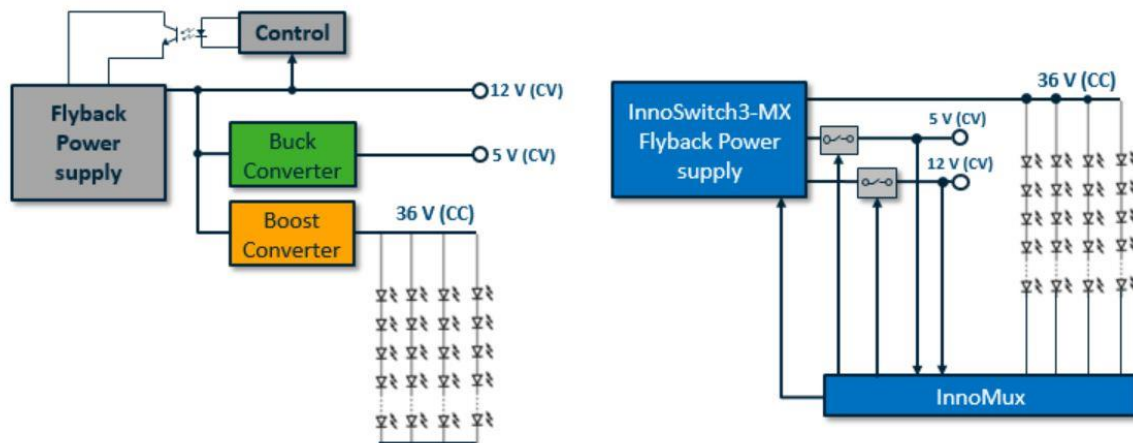 Control
Flyback
Power
supply
12 V (CV)
Buck
Converter
5 V (CV)
Boost
Converter
36 V (CC)
InnoSwitch3-MX
Flyback Power
supply
36 V (CC)
5 V (CV)
12 V (CV)
InnoMux